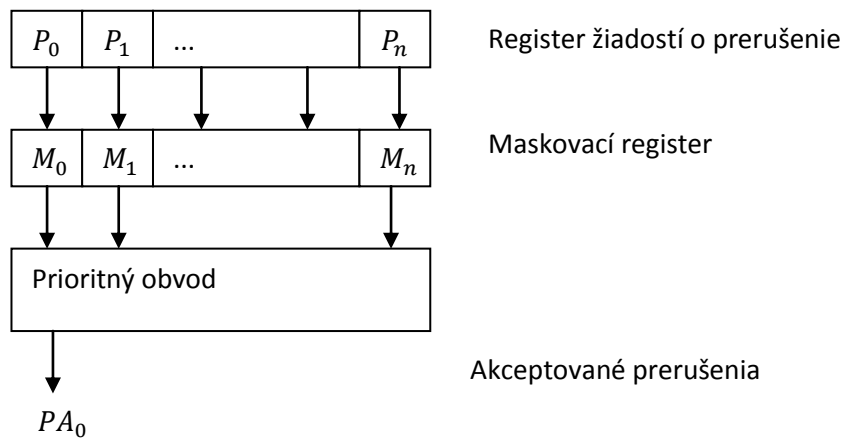 P₀ P₁ ... Pₙ Register žiadostí o prerušenie
M₀ M₁ ... Mₙ Maskovací register
Prioritný obvod
Akceptované prerušenia
PA₀